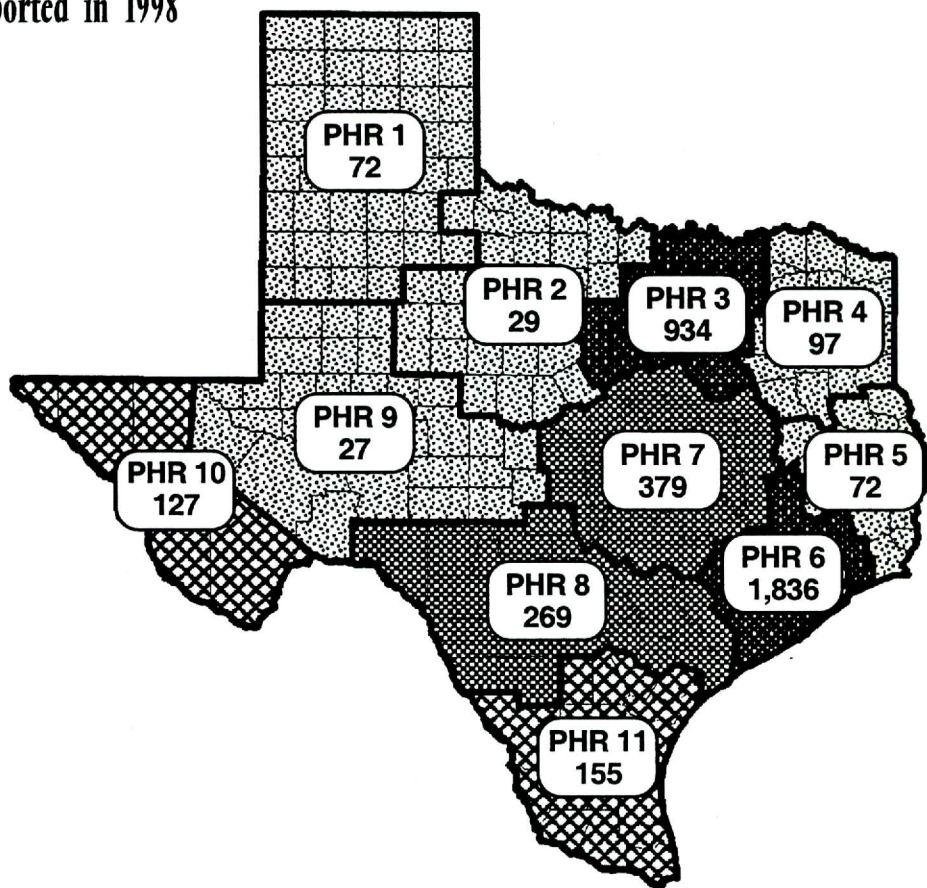 ported in 1998
PHR 1
72
PHR 2
29
PHR 3
934
PHR 4
97
PHR 9
27
PHR 7
379
PHR 5
72
PHR 10
127
PHR 6
1,836
PHR 8
269
PHR 11
155